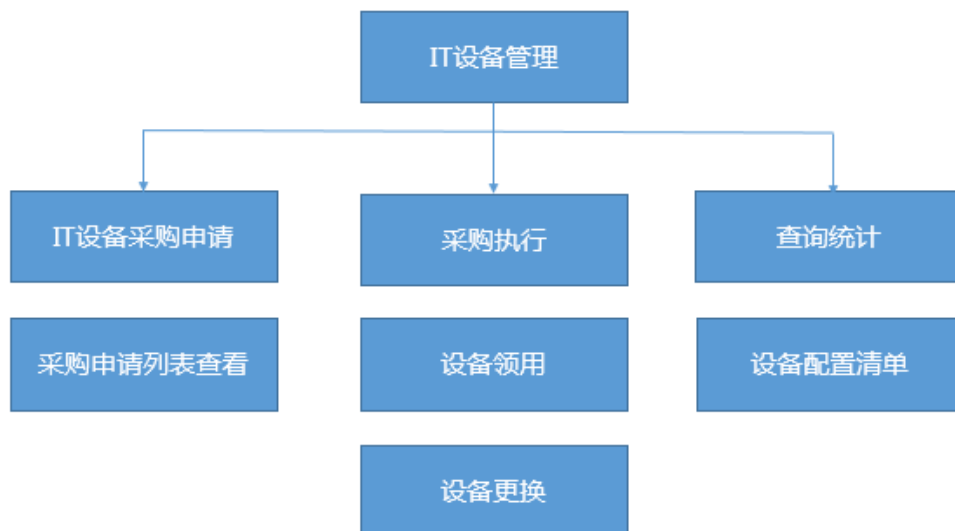 IT设备管理
IT设备采购申请
采购执行
查询统计
采购申请列表查看
设备领用
设备配置清单
设备更换